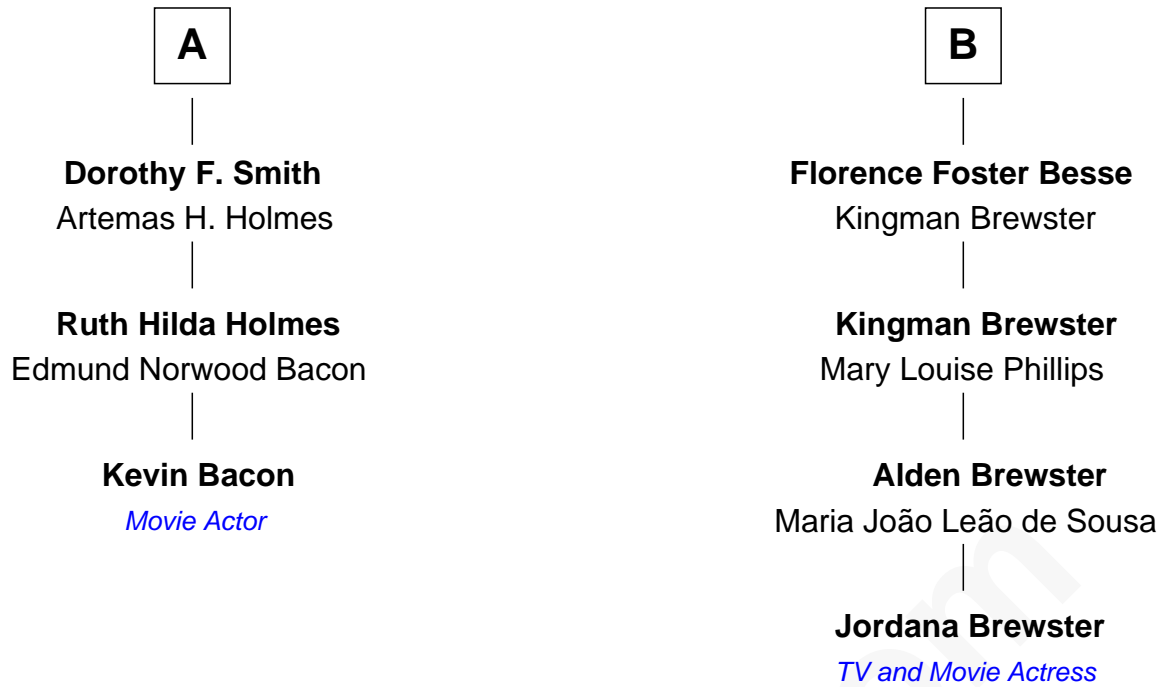 A
Dorothy F. Smith
Artemas H. Holmes
Ruth Hilda Holmes
Edmund Norwood Bacon
Kevin Bacon
Movie Actor
B
Florence Foster Besse
Kingman Brewster
Kingman Brewster
Mary Louise Phillips
Alden Brewster
Maria João Leão de Sousa
Jordana Brewster
TV and Movie Actress